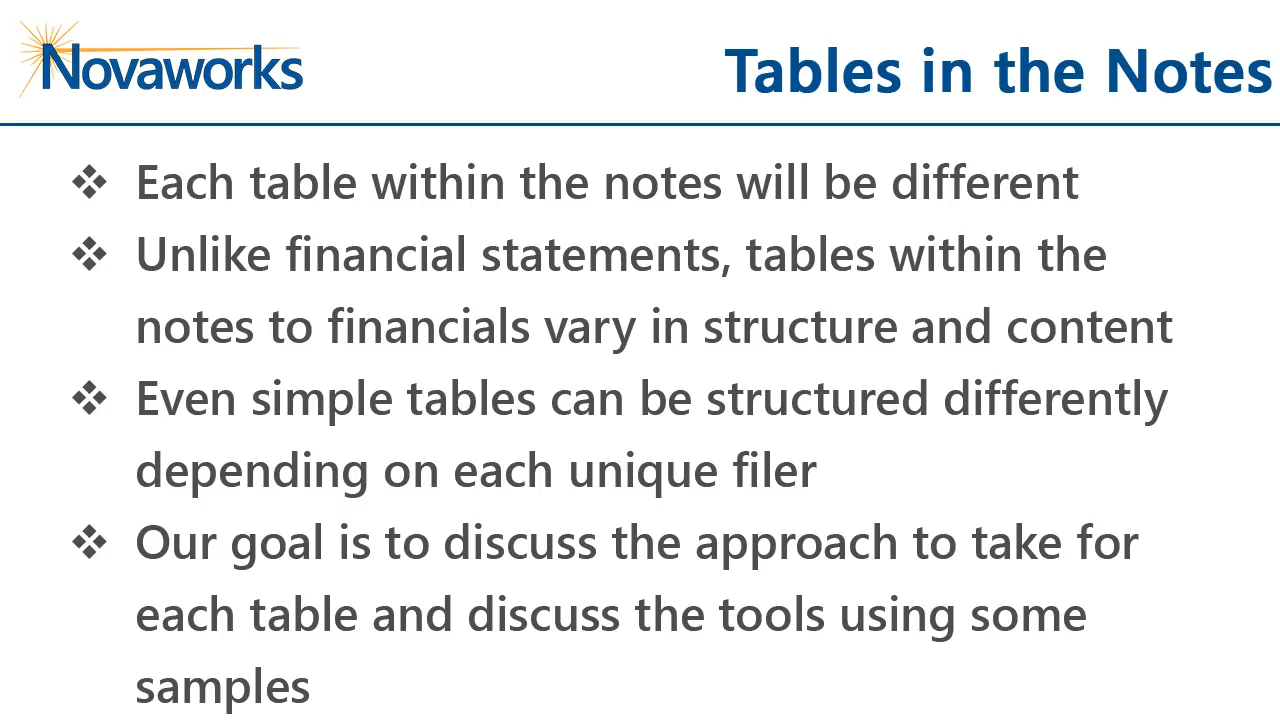 Novaworks
Tables in the Notes
❖ Each table within the notes will be different
❖ Unlike financial statements, tables within the
notes to financials vary in structure and content
❖ Even simple tables can be structured differently
depending on each unique filer
❖ Our goal is to discuss the approach to take for
each table and discuss the tools using some
samples